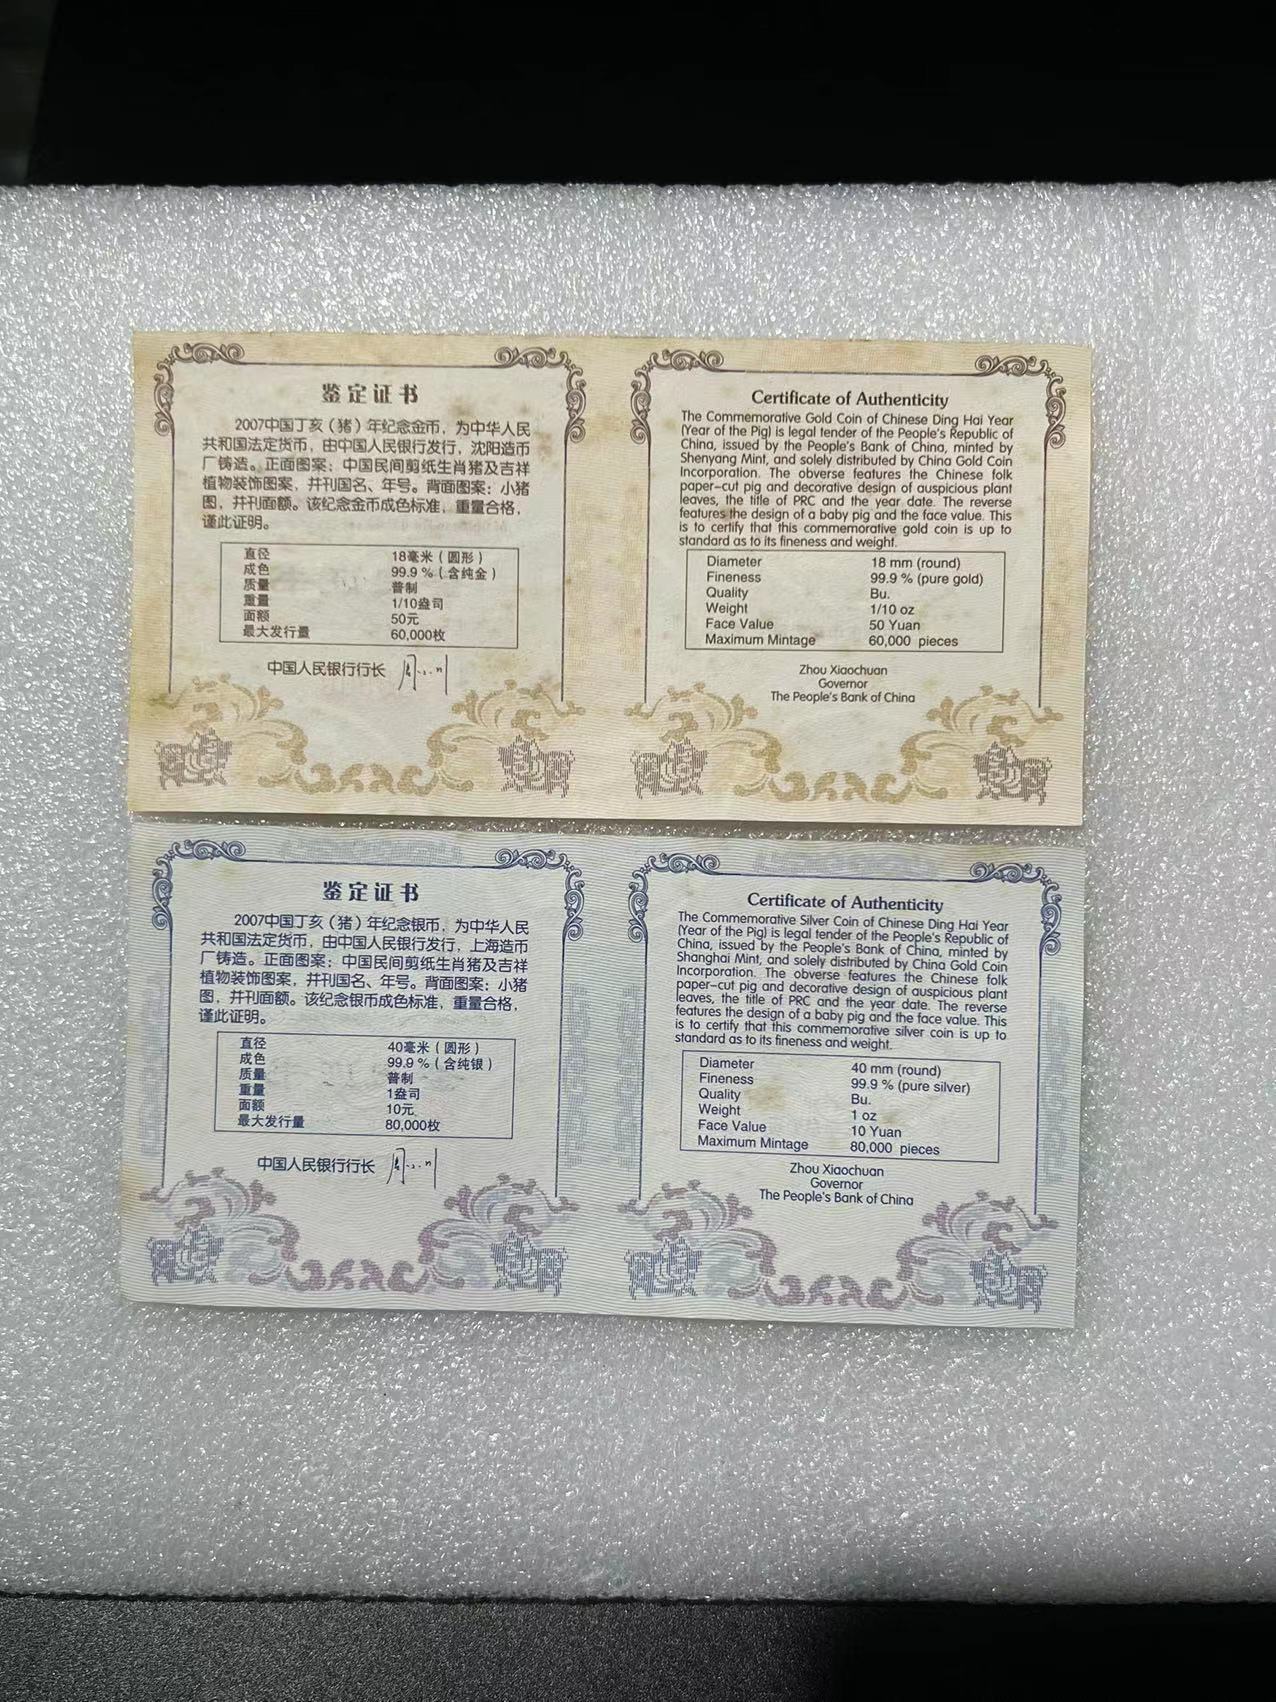 鉴定证书
2007中国丁亥（猪）年纪念金币，为中华人民
共和国法定货币，由中国人民银行发行，沈阳造币
厂铸造。正面图案：中国民间剪纸生肖猪及吉祥
植物装饰图案，并刊国名、年号。背面图案：小猪
图，并刊面额。该纪念金币成色标准，重量合格，
谨此证明。
直径 18毫米（圆形）
成色 99.9％（含纯金）
质量 普制
重量 1/10盎司
面额 50元
最大发行量 60,000枚
中国人民银行行长
Certificate of Authenticity
The Commemorative Gold Coin of Chinese Ding Hai Year
(Year of the Pig) is legal tender of the People's Republic of
China, issued by the People's Bank of China, minted by
Shenyang Mint, and solely distributed by China Gold Coin
Incorporation. The obverse features the Chinese folk
paper-cut pig and decorative design of auspicious plant
leaves, the title of PRC and the year date. The reverse
features the design of a baby pig and the face value. This
is to certify that this commemorative gold coin is up to
standard as to its fineness and weight.
Diameter 18 mm (round)
Fineness 99.9 % (pure gold)
Quality Bu.
Weight 1/10 oz
Face Value 50 Yuan
Maximum Mintage 60,000 pieces
Zhou Xiaochuan
Governor
The People's Bank of China
鉴定证书
2007中国丁亥（猪）年纪念银币，为中华人民
共和国法定货币，由中国人民银行发行，上海造币
厂铸造。正面图案：中国民间剪纸生肖猪及吉祥
植物装饰图案，并刊国名、年号。背面图案：小猪
图，并刊面额。该纪念银币成色标准，重量合格，
谨此证明。
直径 40毫米（圆形）
成色 99.9％（含纯银）
质量 普制
重量 1盎司
面额 10元
最大发行量 80,000枚
中国人民银行行长
Certificate of Authenticity
The Commemorative Silver Coin of Chinese Ding Hai Year
(Year of the Pig) is legal tender of the People's Republic of
China, issued by the People's Bank of China, minted by
Shanghai Mint, and solely distributed by China Gold Coin
Incorporation. The obverse features the Chinese folk
paper-cut pig and decorative design of auspicious plant
leaves, the title of PRC and the year date. The reverse
features the design of a baby pig and the face value. This
is to certify that this commemorative silver coin is up to
standard as to its fineness and weight.
Diameter 40 mm (round)
Fineness 99.9 % (pure silver)
Quality Bu.
Weight 1 oz
Face Value 10 Yuan
Maximum Mintage 80,000 pieces
Zhou Xiaochuan
Governor
The People's Bank of China